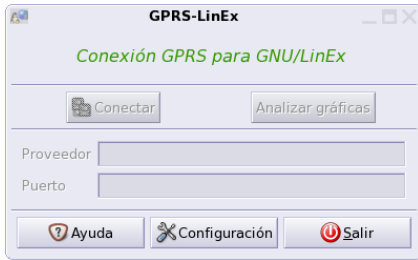 GPRS-LinEx
Conexión GPRS para GNU/LinEx
Conectar Analizar gráficas
Proveedor
Puerto
Ayuda Configuración Salir